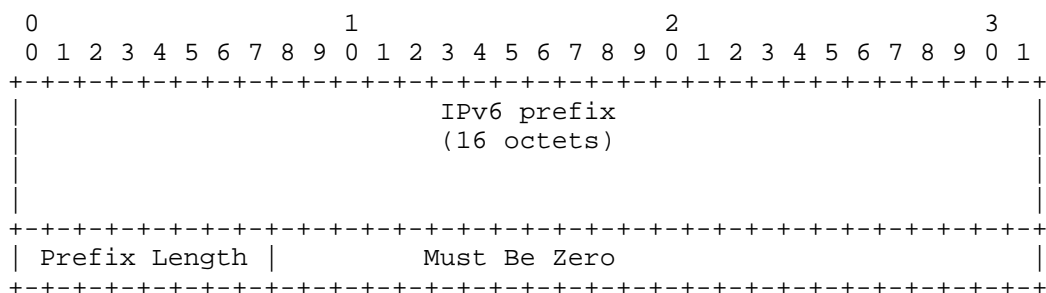 0                   1                   2                   3
 0 1 2 3 4 5 6 7 8 9 0 1 2 3 4 5 6 7 8 9 0 1 2 3 4 5 6 7 8 9 0 1
+-+-+-+-+-+-+-+-+-+-+-+-+-+-+-+-+-+-+-+-+-+-+-+-+-+-+-+-+-+-+-+-+
|                          IPv6 prefix                          |
|                          (16 octets)                          |
|                                                               |
|                                                               |
+-+-+-+-+-+-+-+-+-+-+-+-+-+-+-+-+-+-+-+-+-+-+-+-+-+-+-+-+-+-+-+-+
| Prefix Length |         Must Be Zero                          |
+-+-+-+-+-+-+-+-+-+-+-+-+-+-+-+-+-+-+-+-+-+-+-+-+-+-+-+-+-+-+-+-+